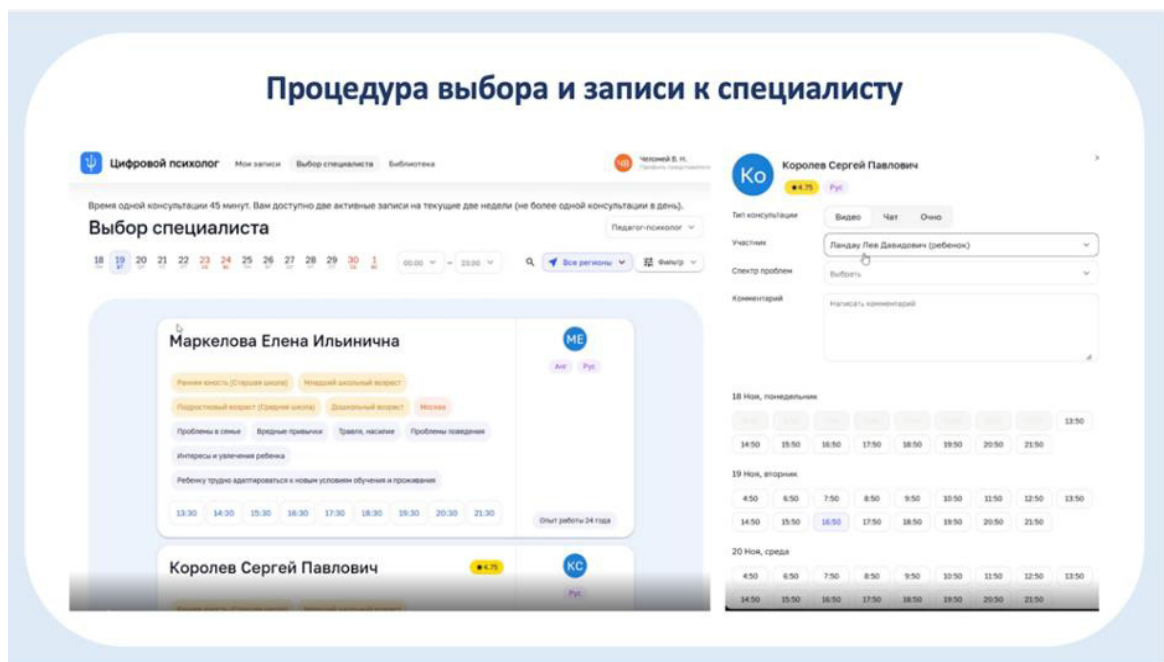 Процедура выбора и записи к специалисту
Цифровой психолог Мои записи Выбор специалиста Библиотека
ЧВ Челомей В. Н.
Время одной консультации 45 минут. Вам доступно две активные записи на текущие две недели (не более одной консультации в день).
Выбор специалиста
Педагог-психолог
18 19 20 21 22 23 24 25 26 27 28 29 30 1
Все регионы Фильтр
Маркелова Елена Ильинична
МЕ
Анг Рус
Ранняя юность (Старшая школа) Младший школьный возраст
Подростковый возраст (Средняя школа) Дошкольный возраст Москва
Проблемы в семье Вредные привычки Травля, насилие Проблемы поведения
Интересы и увлечения ребенка
Ребенку трудно адаптироваться к новым условиям обучения и проживания
13:30 14:30 15:30 16:30 17:30 18:30 19:30 20:30 21:30
Опыт работы 24 года
Королев Сергей Павлович
4.75
КС
Рус
Ко
Королев Сергей Павлович
4.75 Рус
Тип консультации Видео Чат Очно
Участник Ландау Лев Давидович (ребенок)
Спектр проблем Выбрать
Комментарий Написать комментарий
18 Ноя, понедельник
13:50
14:50 15:50 16:50 17:50 18:50 19:50 20:50 21:50
19 Ноя, вторник
4:50 6:50 7:50 8:50 9:50 10:50 11:50 12:50 13:50
14:50 15:50 16:50 17:50 18:50 19:50 20:50 21:50
20 Ноя, среда
4:50 6:50 7:50 8:50 9:50 10:50 11:50 12:50 13:50
14:50 15:50 16:50 17:50 18:50 19:50 20:50 21:50